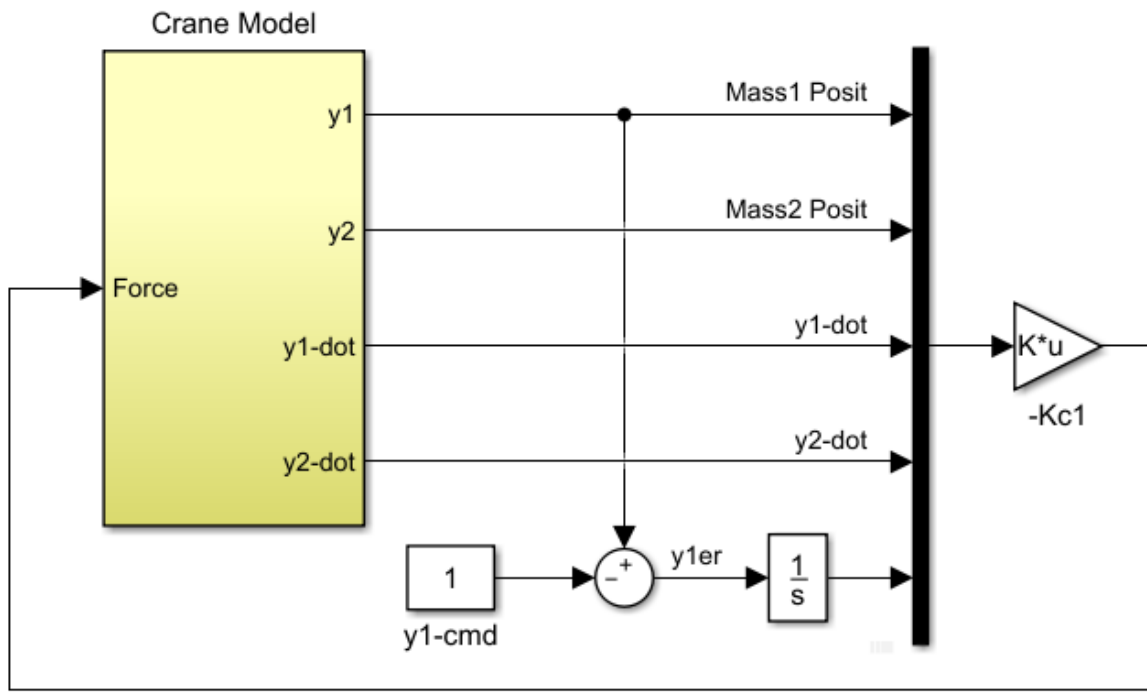 Crane Model
y1
Mass1 Posit
y2
Mass2 Posit
Force
y1-dot
y1-dot
K*u
-Kc1
y2-dot
y2-dot
1
y1-cmd
− +
y1er
1
s